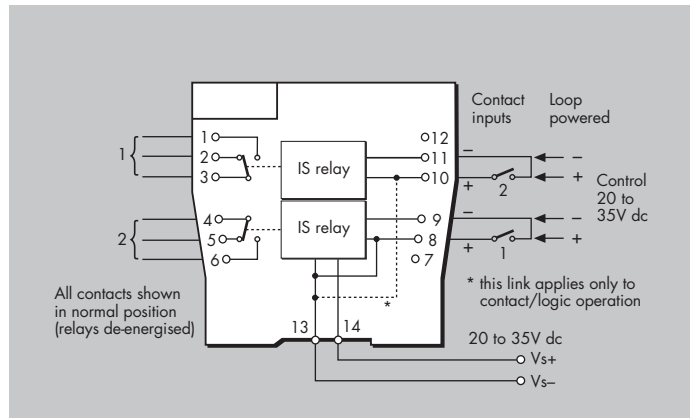 Contact inputs
Loop powered
1
2
3
1
IS relay
12
11
10
–
+
2
–
+
Control
20 to
35V dc
4
5
6
2
IS relay
9
8
7
–
+
1
–
+
* this link applies only to
contact/logic operation
*
All contacts shown
in normal position
(relays de-energised)
13
14
20 to 35V dc
Vs+
Vs–